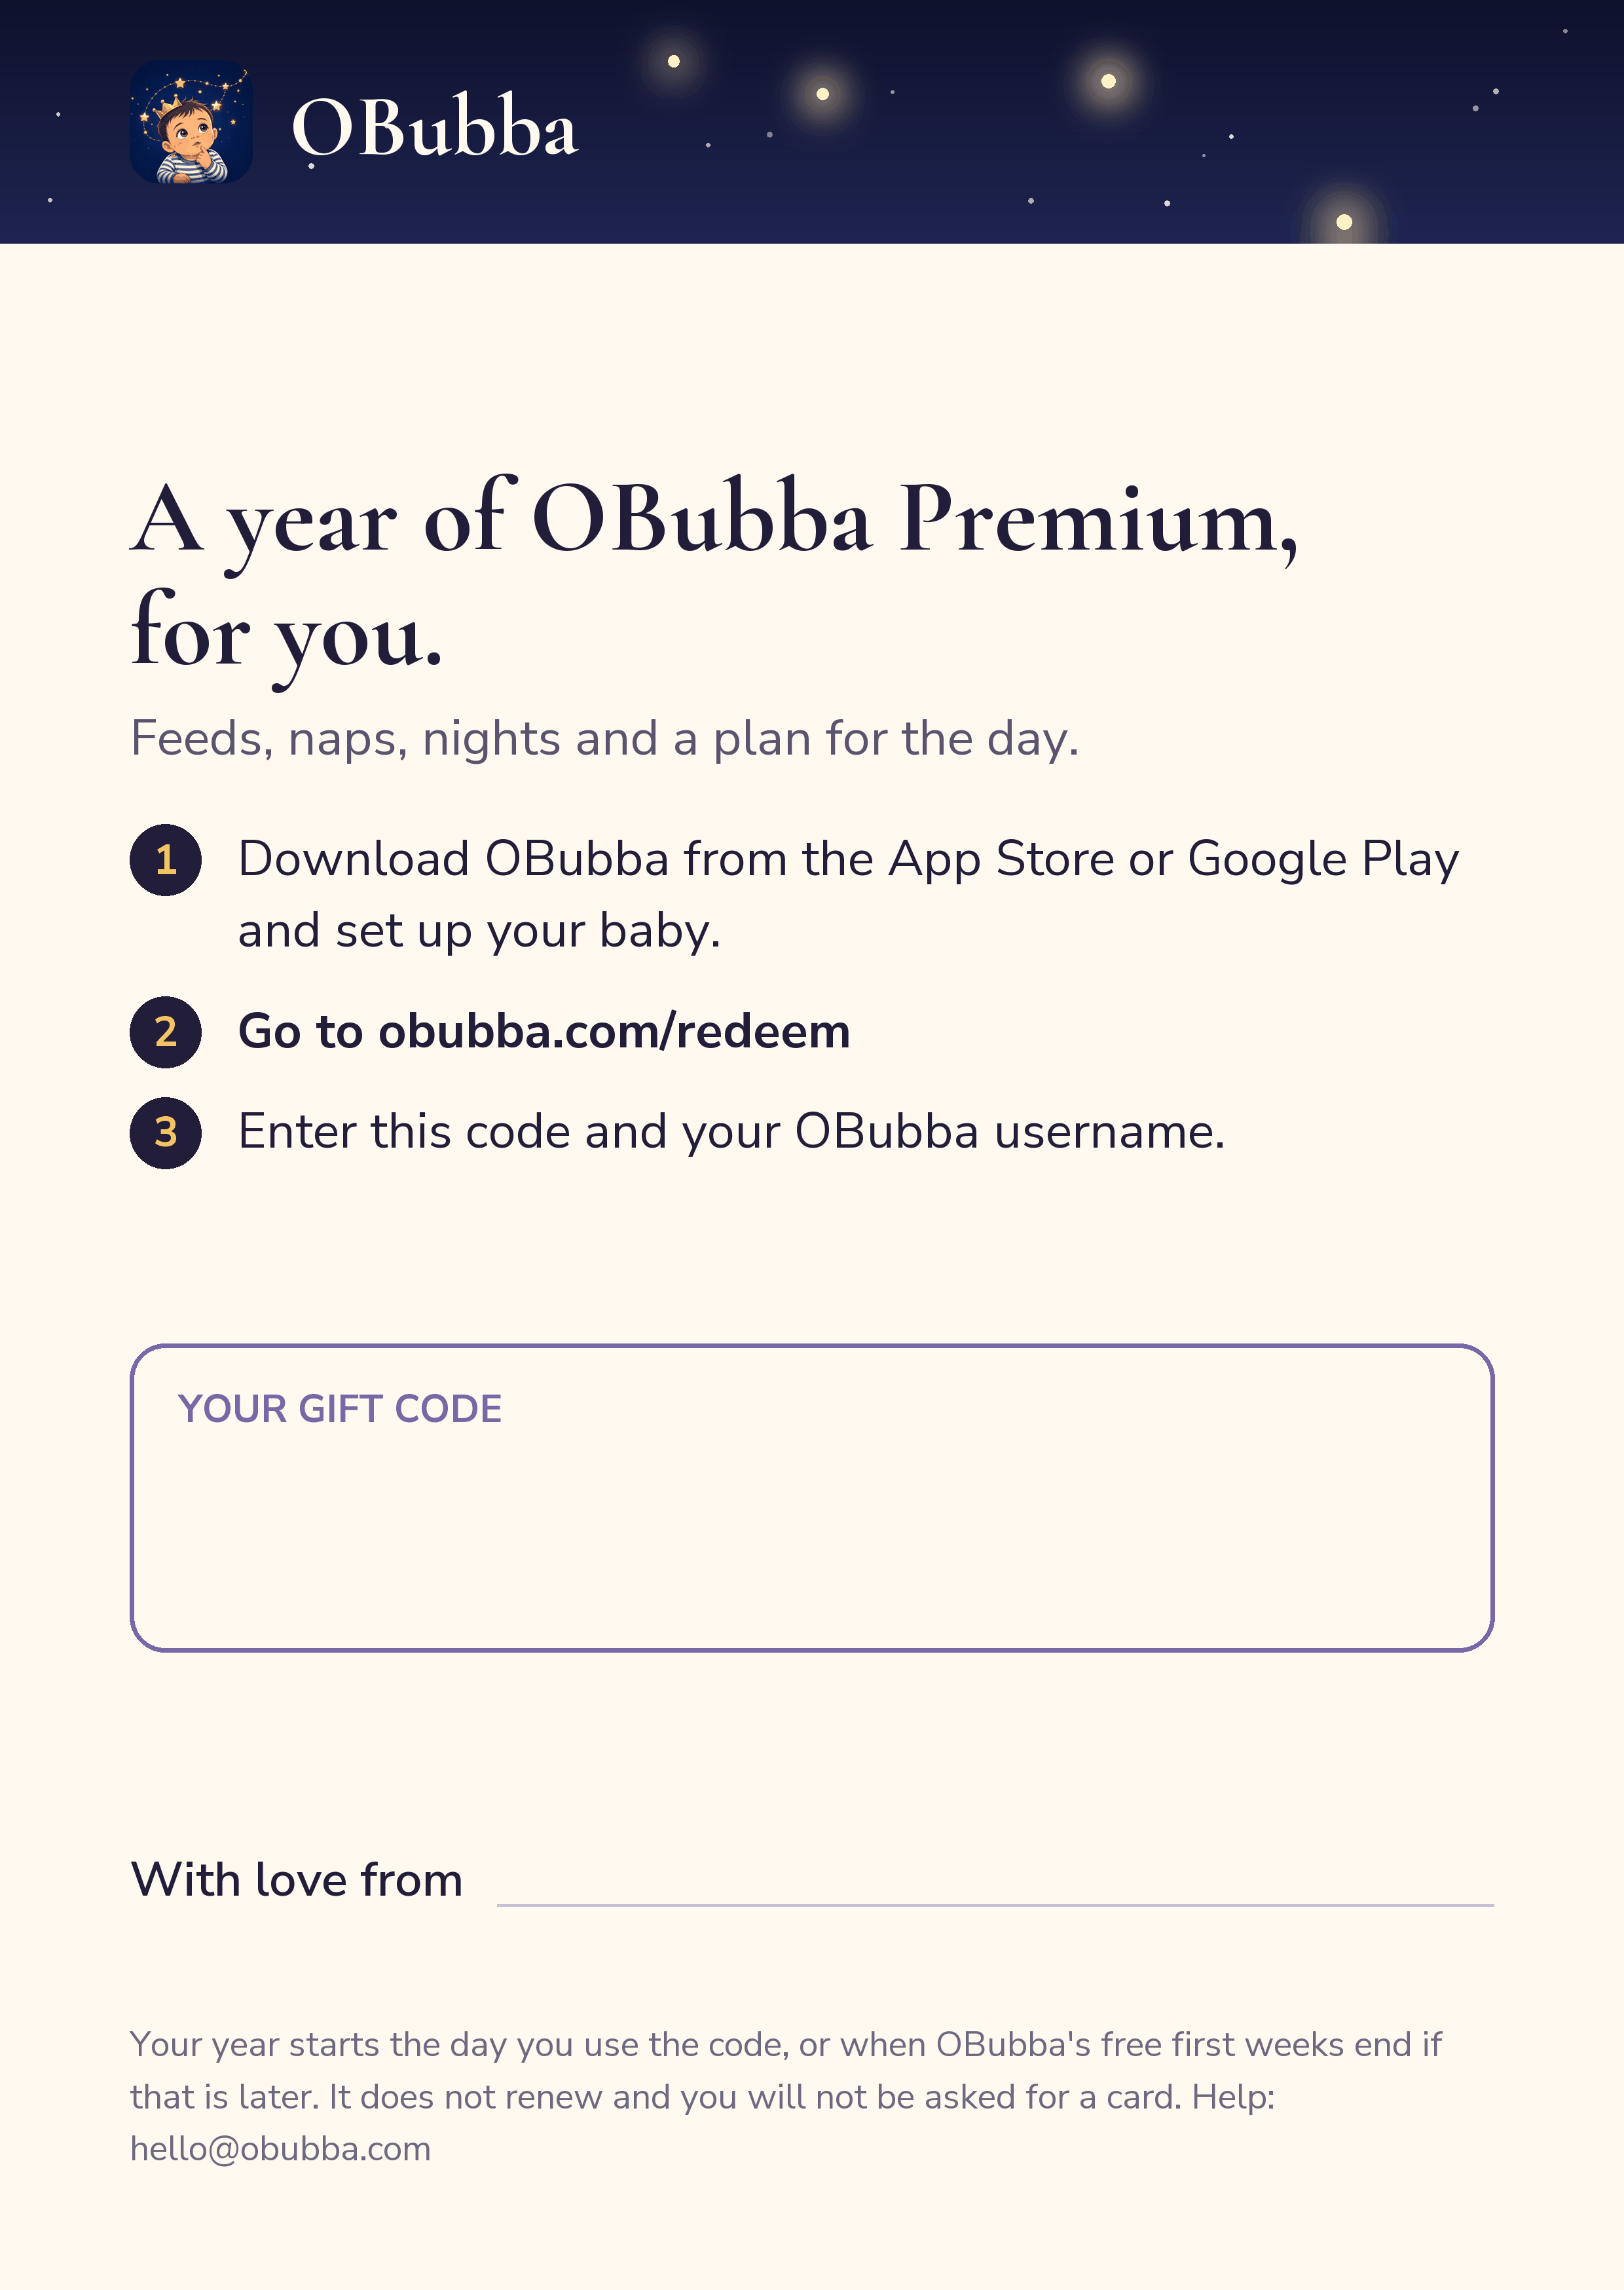 OBubba
A year of OBubba Premium,
for you.
Feeds, naps, nights and a plan for the day.
1 Download OBubba from the App Store or Google Play
and set up your baby.
2 Go to obubba.com/redeem
3 Enter this code and your OBubba username.
YOUR GIFT CODE
With love from
Your year starts the day you use the code, or when OBubba's free first weeks end if
that is later. It does not renew and you will not be asked for a card. Help:
hello@obubba.com